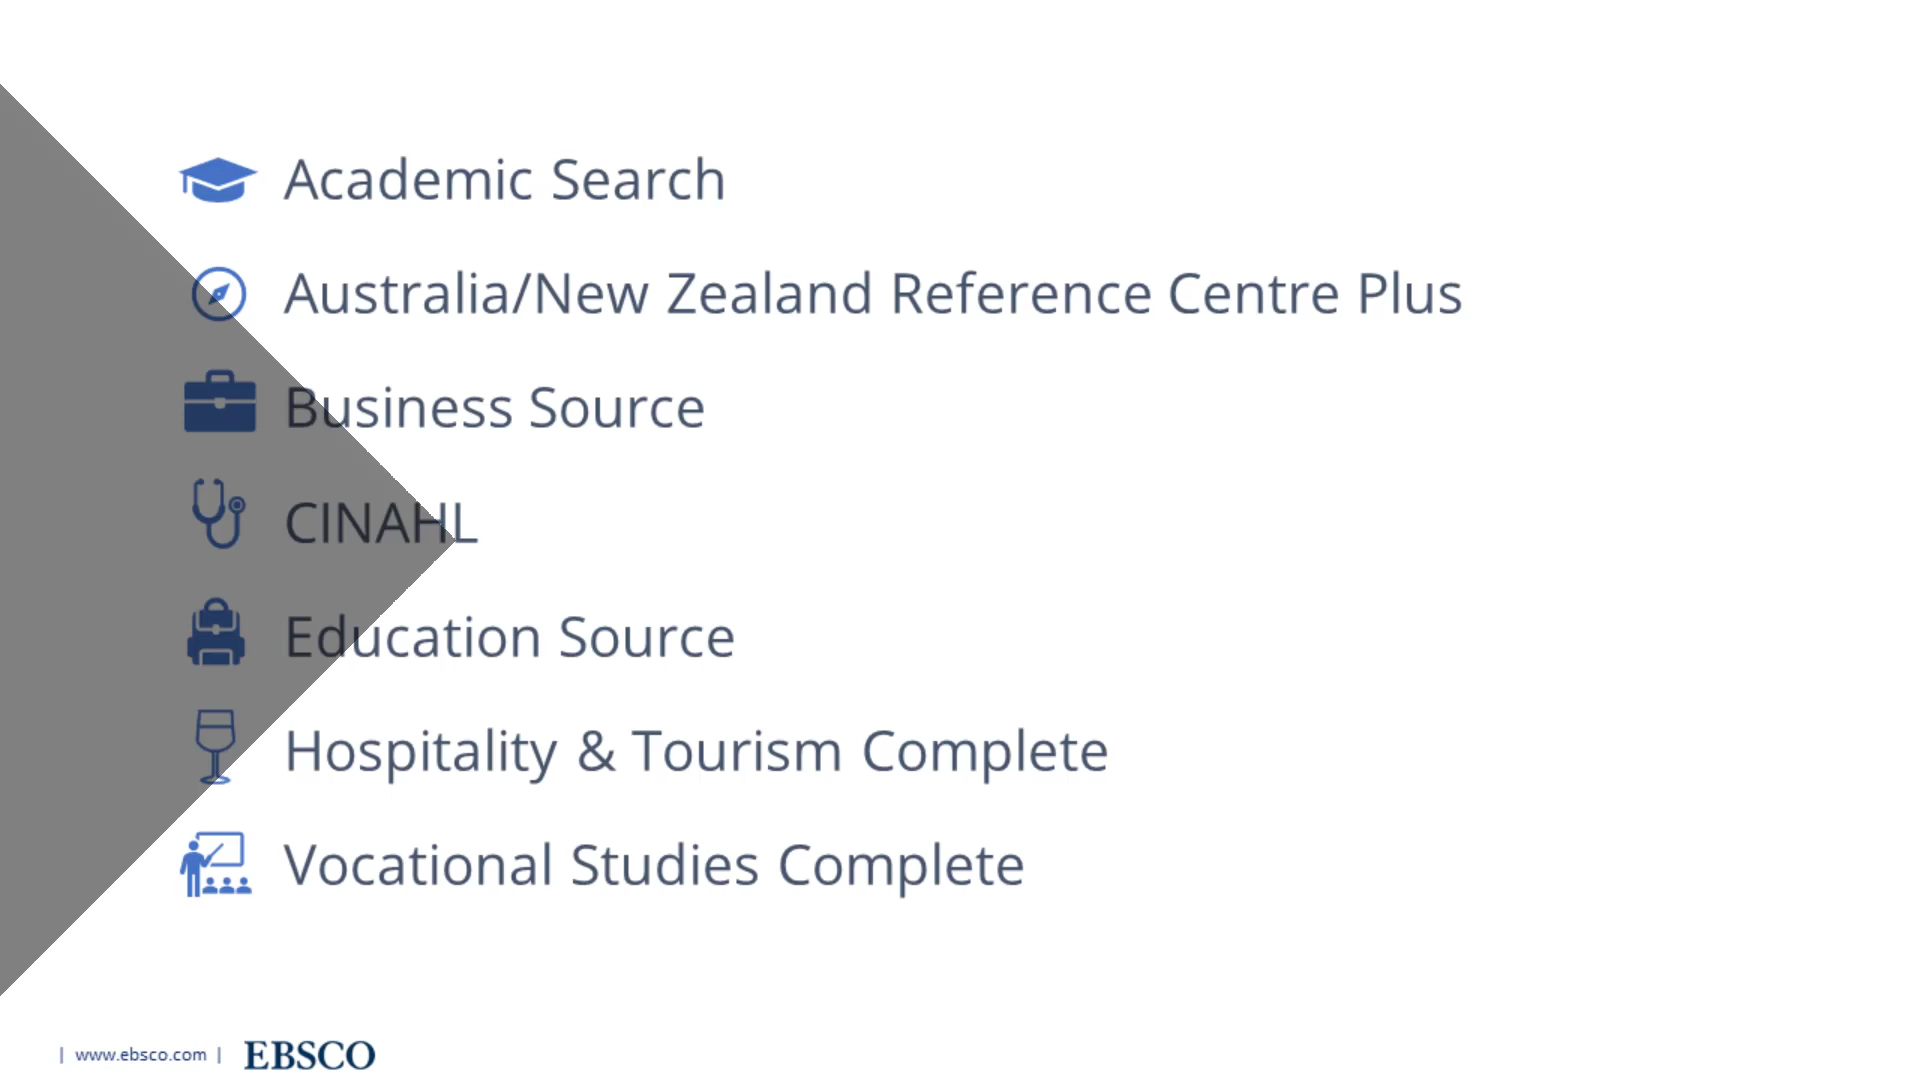 Academic Search
Australia/New Zealand Reference Centre Plus
Business Source
CINAHL
Education Source
Hospitality & Tourism Complete
Vocational Studies Complete
| www.ebsco.com | EBSCO